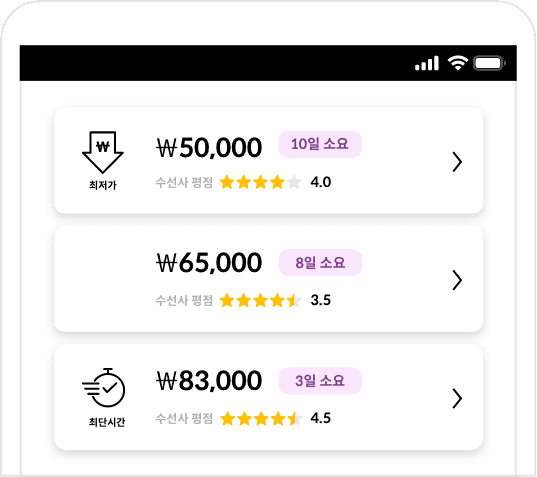 ₩50,000 10일 소요
최저가 수선사 평점 4.0
₩65,000 8일 소요
수선사 평점 3.5
₩83,000 3일 소요
최단시간 수선사 평점 4.5